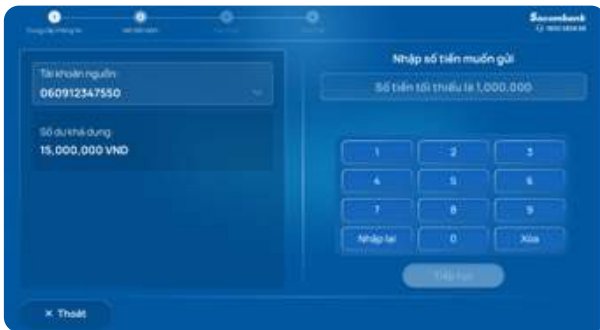 Sacombank
Tài khoản nguồn
060912347550
Số dư khả dụng
15,000,000 VND
Nhập số tiền muốn gửi
Số tiền tối thiểu là 1,000,000
1 2 3
4 5 6
7 8 9
Nhập lại 0 Xóa
Tiếp tục
× Thoát